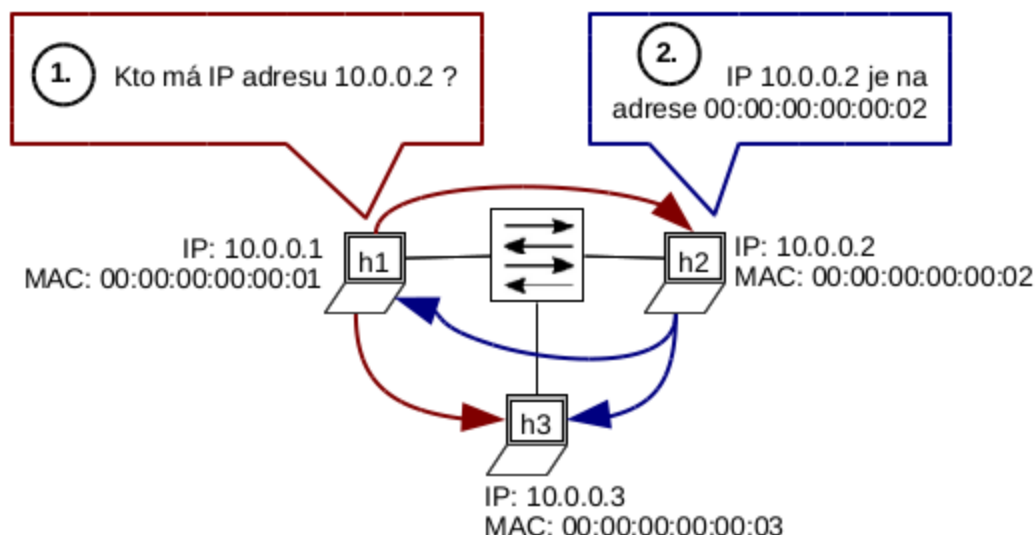 1.
Kto má IP adresu 10.0.0.2 ?
2.
IP 10.0.0.2 je na
adrese 00:00:00:00:00:02
IP: 10.0.0.1
MAC: 00:00:00:00:00:01
h1
h2
IP: 10.0.0.2
MAC: 00:00:00:00:00:02
h3
IP: 10.0.0.3
MAC: 00:00:00:00:00:03